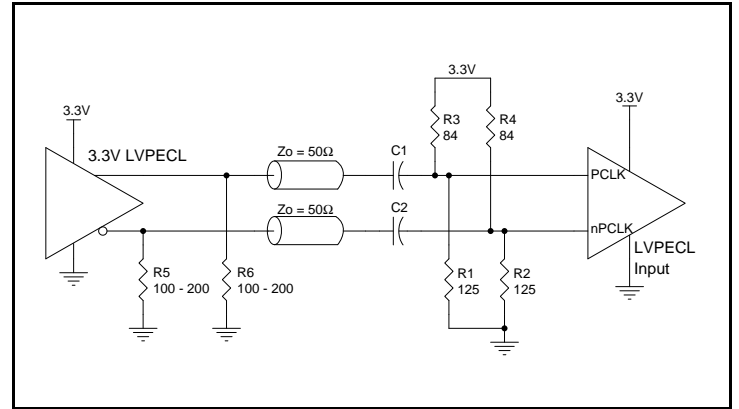 3.3V
3.3V LVPECL
R5
100 - 200
R6
100 - 200
Zo = 50Ω
Zo = 50Ω
C1
C2
3.3V
R3
84
R4
84
R1
125
R2
125
3.3V
PCLK
nPCLK
LVPECL
Input